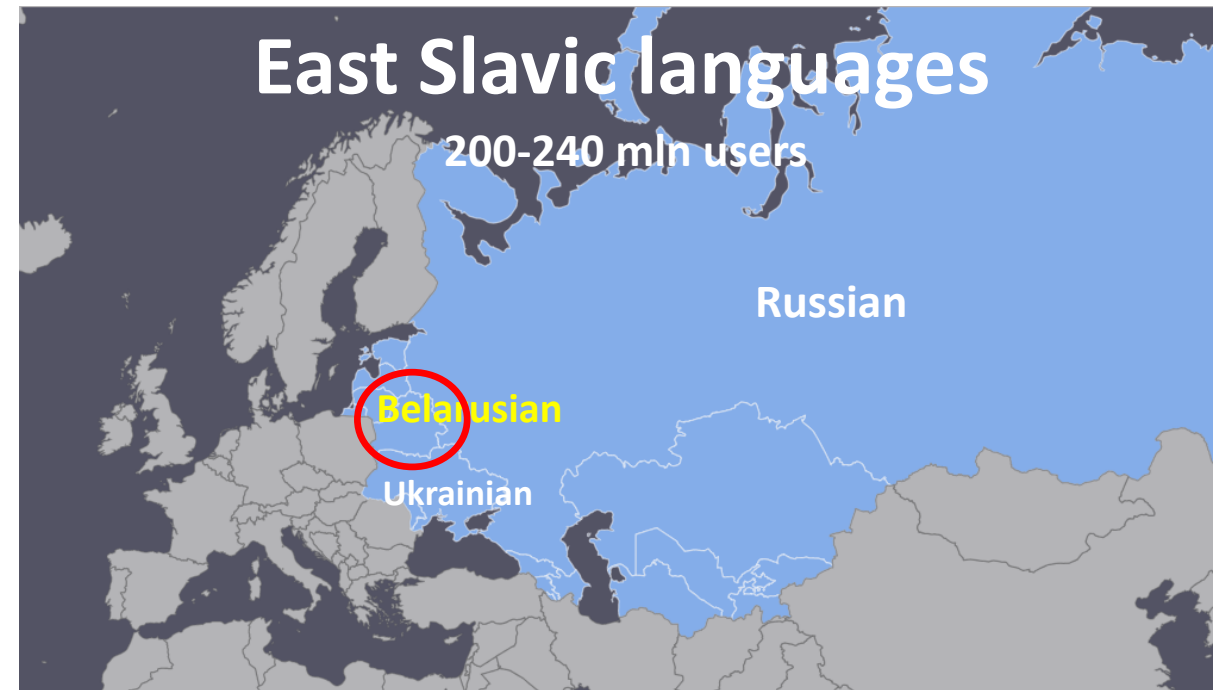 East Slavic languages
200-240 mln users
Russian
Belarusian
Ukrainian